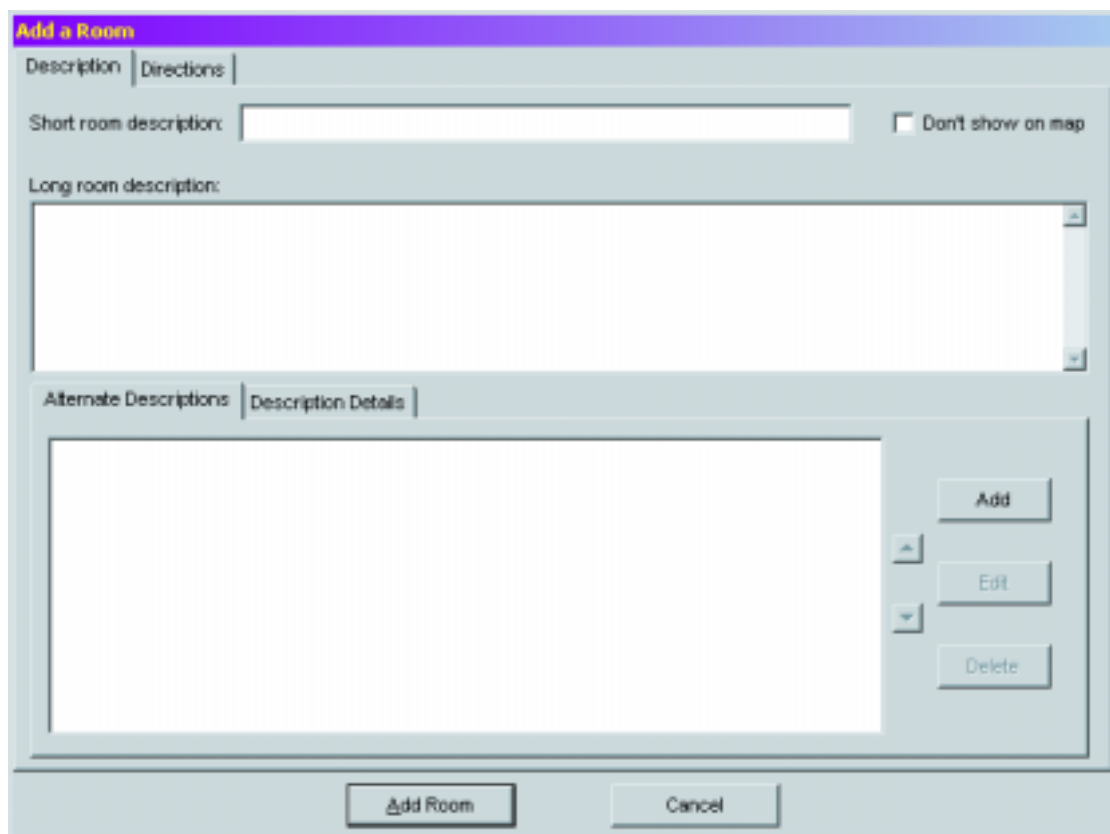 Add a Room
Description Directions
Short room description: Don't show on map
Long room description:
Alternate Descriptions Description Details
Add
Edit
Delete
Add Room Cancel